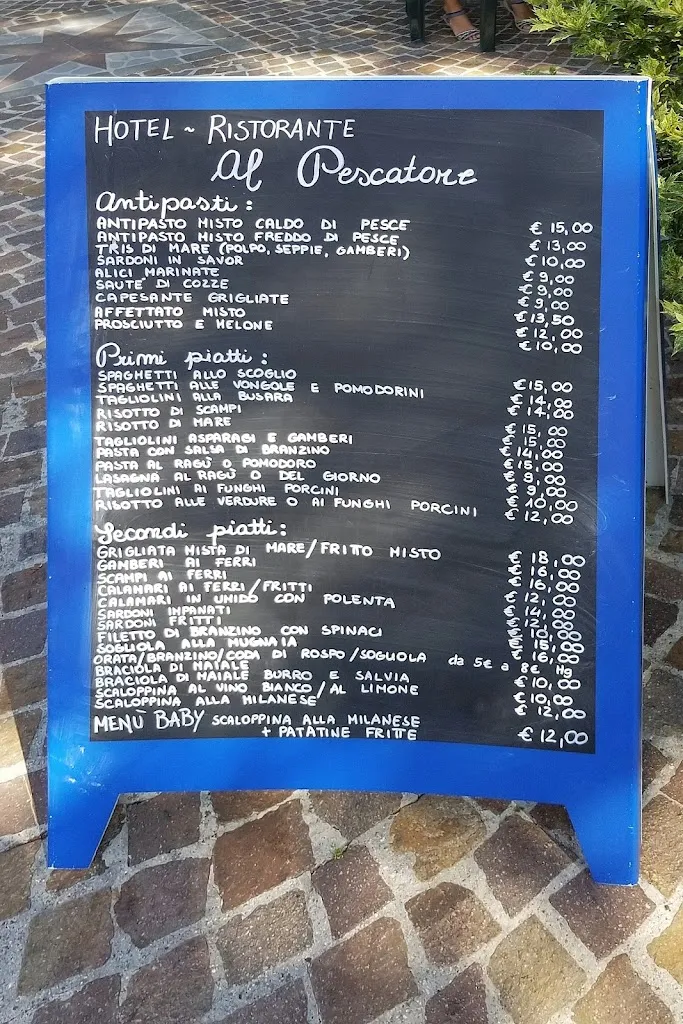 HOTEL ~ RISTORANTE
Al Pescatore
Antipasti:
ANTIPASTO MISTO CALDO DI PESCE € 15,00
ANTIPASTO MISTO FREDDO DI PESCE € 13,00
TRIS DI MARE (POLPO, SEPPIE, GAMBERI) € 10,00
SARDONI IN SAVOR € 9,00
ALICI MARINATE € 9,00
SAUTE' DI COZZE € 9,00
CAPESANTE GRIGLIATE € 13,50
AFFETTATO MISTO € 12,00
PROSCIUTTO E MELONE € 10,00
Primi piatti:
SPAGHETTI ALLO SCOGLIO € 15,00
SPAGHETTI ALLE VONGOLE E POMODORINI € 14,00
TAGLIOLINI ALLA BUSARA € 14,00
RISOTTO DI SCAMPI € 15,00
RISOTTO DI MARE € 15,00
TAGLIOLINI ASPARAGI E GAMBERI € 14,00
PASTA CON SALSA DI BRANZINO € 15,00
PASTA AL RAGÙ O POMODORO € 9,00
LASAGNA AL RAGÙ O DEL GIORNO € 9,00
TAGLIOLINI AI FUNGHI PORCINI € 10,00
RISOTTO ALLE VERDURE O AI FUNGHI PORCINI € 12,00
Secondi piatti:
GRIGLIATA MISTA DI MARE/FRITTO MISTO € 18,00
GAMBERI AI FERRI € 16,00
SCAMPI AI FERRI € 16,00
CALAMARI AI FERRI/FRITTI € 12,00
CALAMARI IN UMIDO CON POLENTA € 14,00
SARDONI IMPANATI € 12,00
SARDONI FRITTI € 10,00
FILETTO DI BRANZINO CON SPINACI € 15,00
SOGLIOLA ALLA MUGNAIA € 16,00
ORATA/BRANZINO/CODA DI ROSPO/SOGLIOLA da 5€ a 8€ Hg
BRACIOLA DI MAIALE
BRACIOLA DI MAIALE BURRO E SALVIA € 10,00
SCALOPPINA AL VINO BIANCO/AL LIMONE € 10,00
SCALOPPINA ALLA MILANESE € 12,00
MENU BABY SCALOPPINA ALLA MILANESE
+ PATATINE FRITTE € 12,00